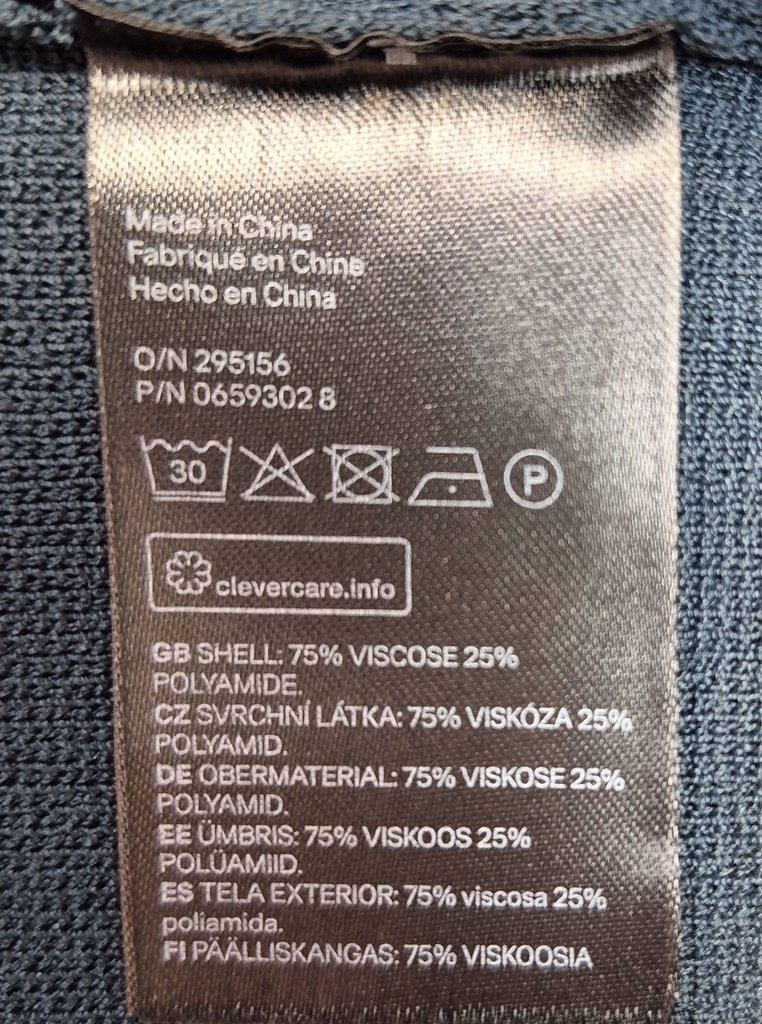 Made in China
Fabriqué en Chine
Hecho en China
O/N 295156
P/N 0659302 8
30 P
clevercare.info
GB SHELL: 75% VISCOSE 25%
POLYAMIDE.
CZ SVRCHNÍ LÁTKA: 75% VISKÓZA 25%
POLYAMID.
DE OBERMATERIAL: 75% VISKOSE 25%
POLYAMID.
EE ÜMBRIS: 75% VISKOOS 25%
POLÜAMIID.
ES TELA EXTERIOR: 75% viscosa 25%
poliamida.
FI PÄÄLLISKANGAS: 75% VISKOOSIA